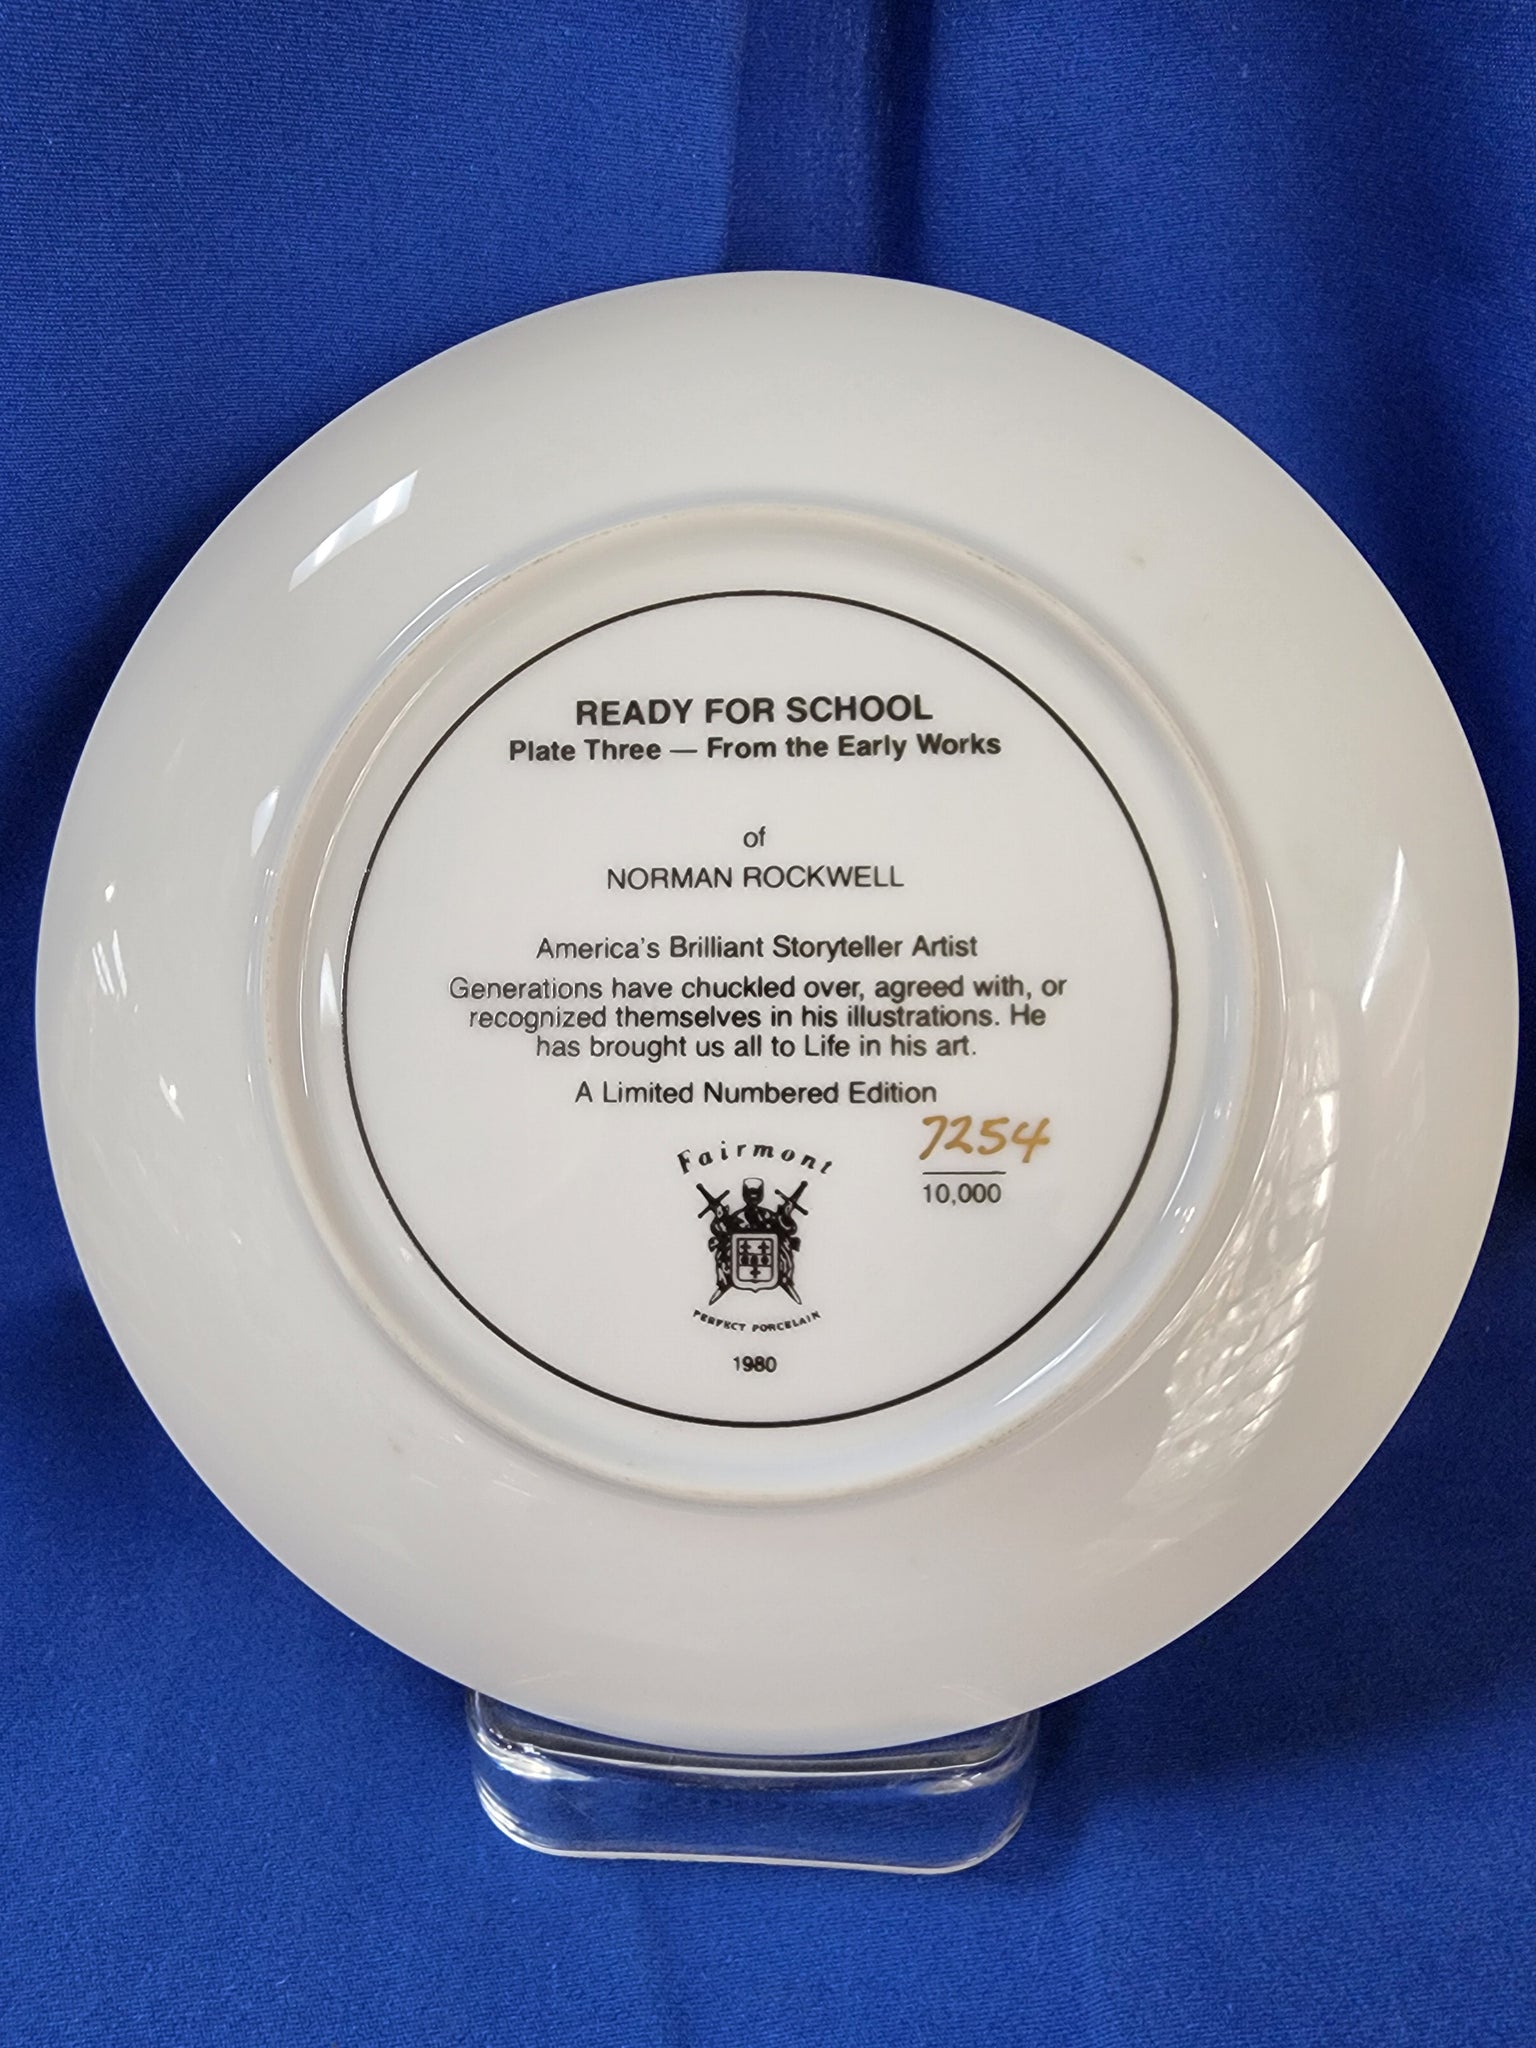 READY FOR SCHOOL
Plate Three — From the Early Works
of
NORMAN ROCKWELL
America's Brilliant Storyteller Artist
Generations have chuckled over, agreed with, or
recognized themselves in his illustrations. He
has brought us all to Life in his art.
A Limited Numbered Edition
7254
10,000
Fairmont
PERFECT PORCELAIN
1980